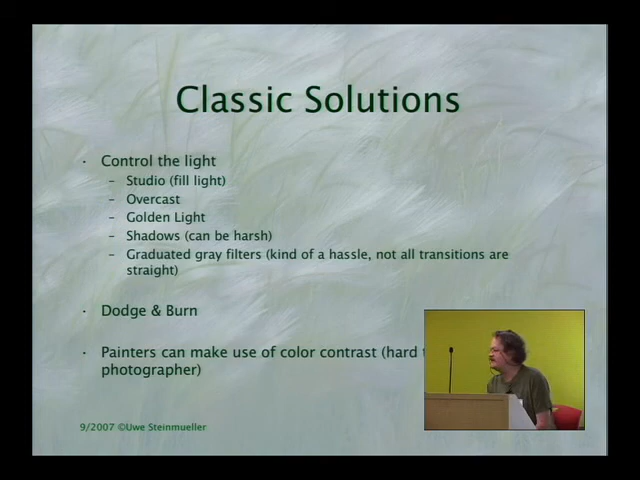 Classic Solutions
· Control the light
– Studio (fill light)
– Overcast
– Golden Light
– Shadows (can be harsh)
– Graduated gray filters (kind of a hassle, not all transitions are
straight)
· Dodge & Burn
· Painters can make use of color contrast (hard
photographer)
9/2007 ©Uwe Steinmueller